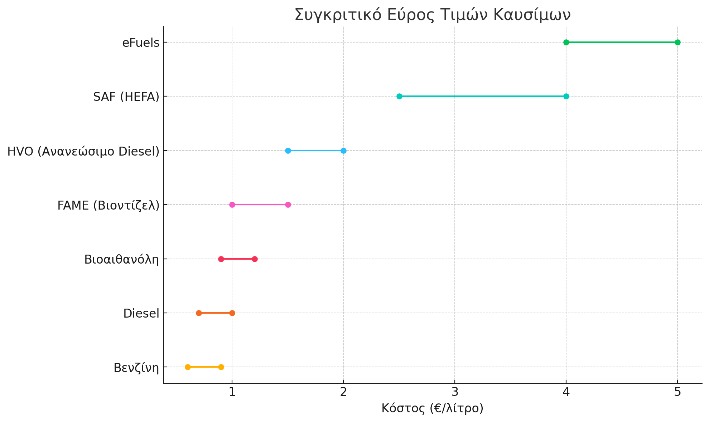 Συγκριτικό Εύρος Τιμών Καυσίμων
eFuels
SAF (HEFA)
HVO (Ανανεώσιμο Diesel)
FAME (Βιοντίζελ)
Βιοαιθανόλη
Diesel
Βενζίνη
1 2 3 4 5
Κόστος (€/λίτρο)